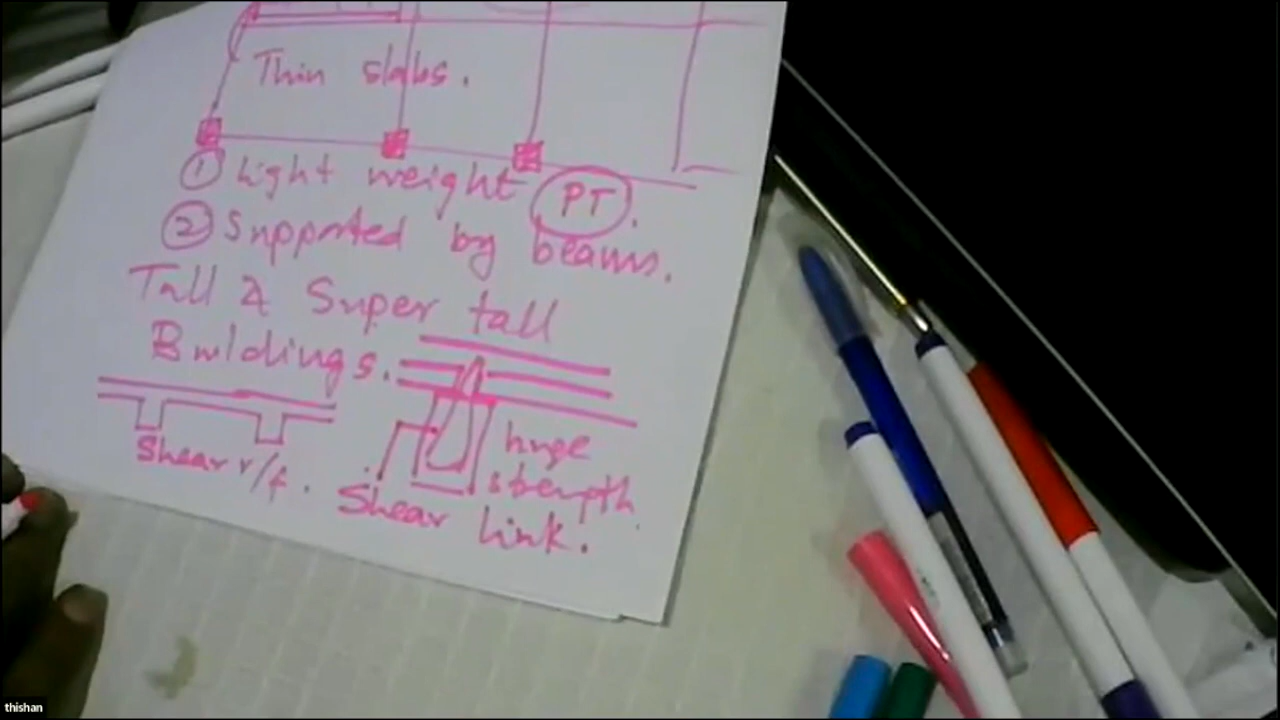 Thin slabs.
① Light weight
PT.
② Supported by beams.
Tall & Super tall
Buildings.
Shear r/f.
huge
strength
Shear link.
thishan